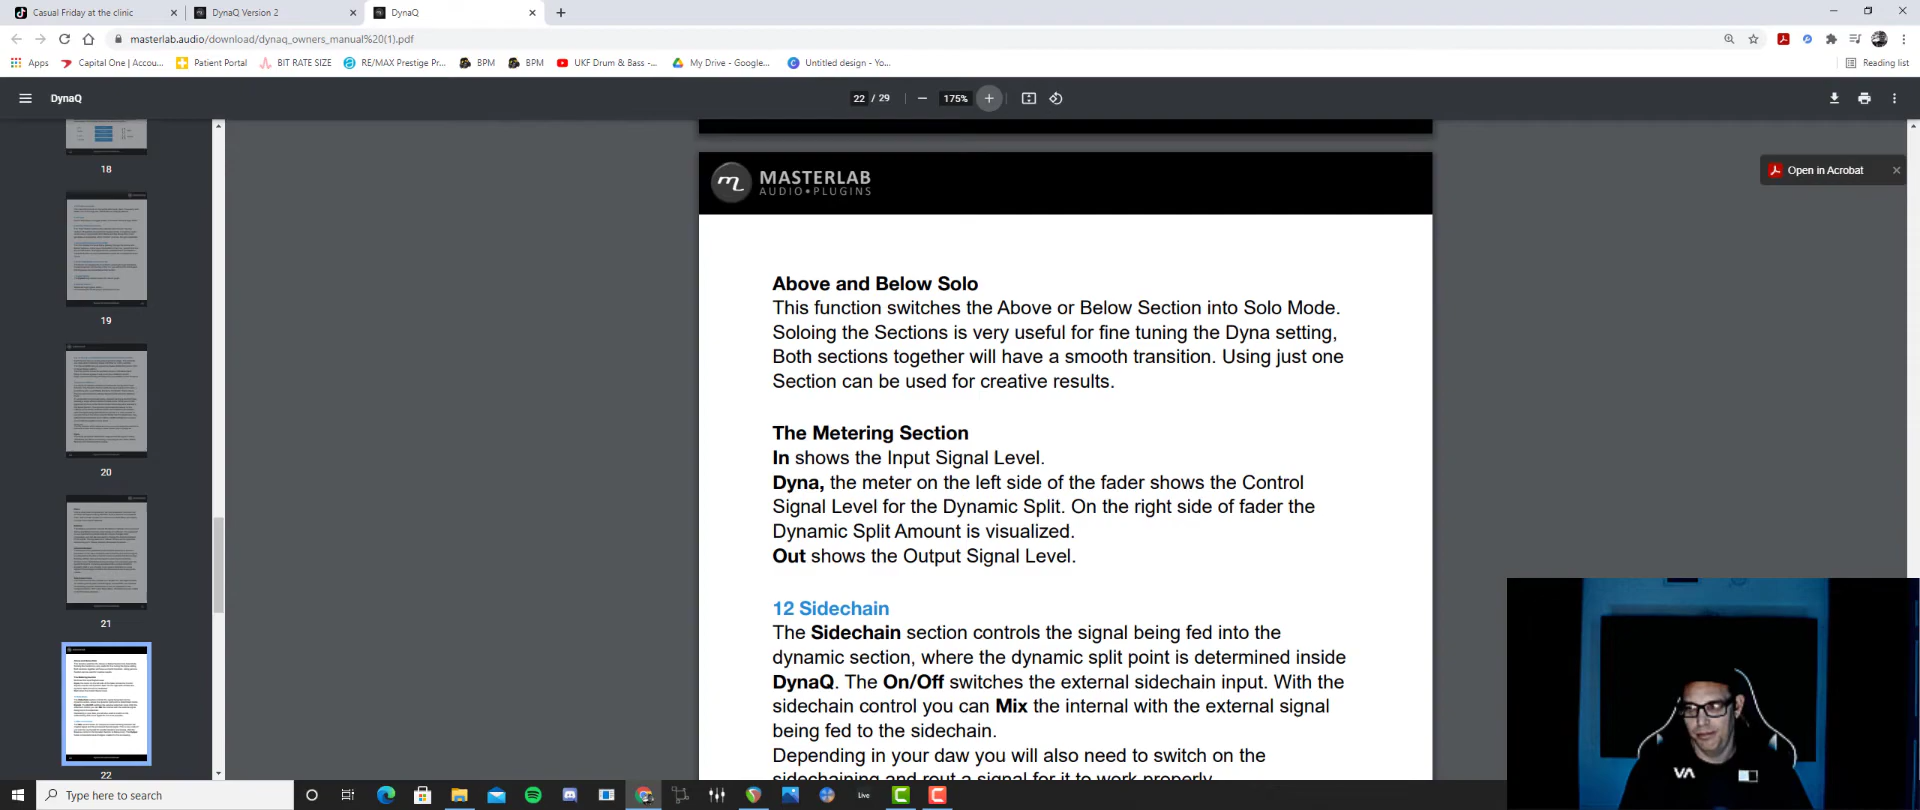 Casual Friday at the clinic
DynaQ Version 2
DynaQ
masterlab.audio/download/dynaq_owners_manual%20(1).pdf
Apps
Capital One | Accou...
Patient Portal
BIT RATE SIZE
RE/MAX Prestige Pr...
BPM
BPM
UKF Drum & Bass -...
My Drive - Google...
Untitled design - Yo...
Reading list
DynaQ
22 / 29
175%
18
19
20
21
22
Open in Acrobat
m
MASTERLAB
AUDIO•PLUGINS
Above and Below Solo
This function switches the Above or Below Section into Solo Mode.
Soloing the Sections is very useful for fine tuning the Dyna setting,
Both sections together will have a smooth transition. Using just one
Section can be used for creative results.
The Metering Section
In shows the Input Signal Level.
Dyna, the meter on the left side of the fader shows the Control
Signal Level for the Dynamic Split. On the right side of fader the
Dynamic Split Amount is visualized.
Out shows the Output Signal Level.
12 Sidechain
The Sidechain section controls the signal being fed into the
dynamic section, where the dynamic split point is determined inside
DynaQ. The On/Off switches the external sidechain input. With the
sidechain control you can Mix the internal with the external signal
being fed to the sidechain.
Depending in your daw you will also need to switch on the
sidechaining and rout a signal for it to work properly.
VA
Type here to search
Live